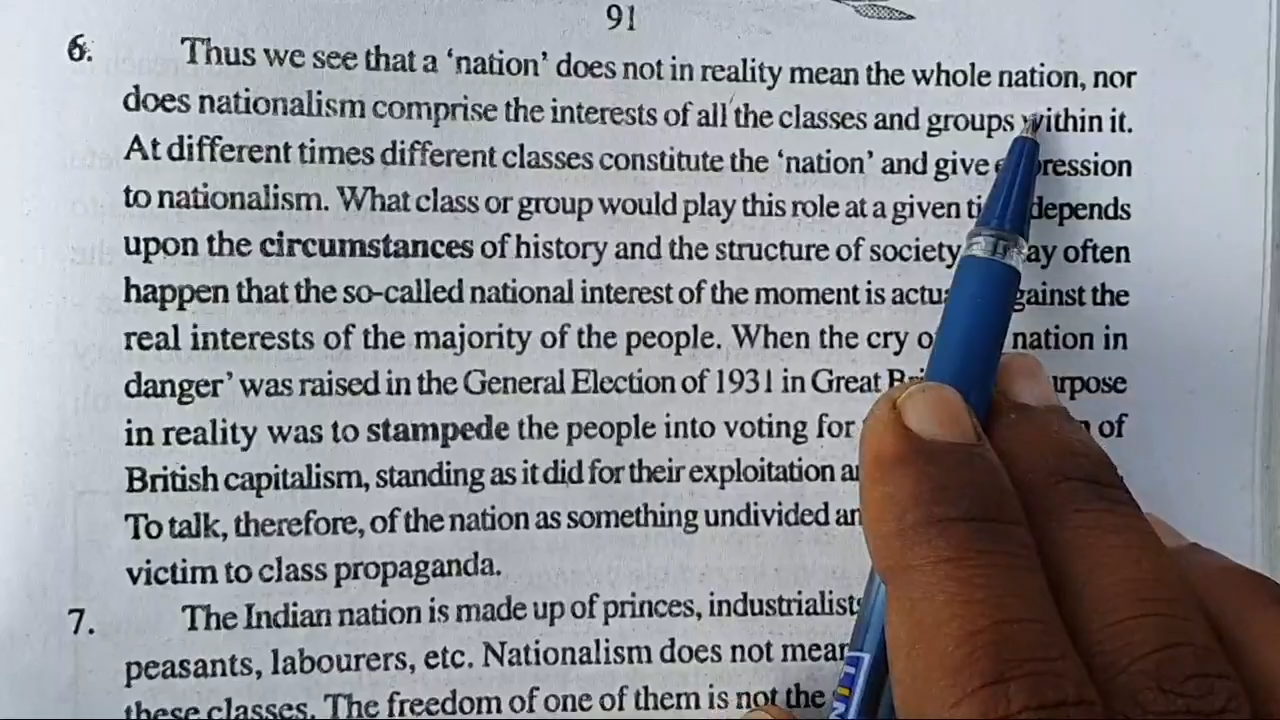 91
6. Thus we see that a ‘nation’ does not in reality mean the whole nation, nor
does nationalism comprise the interests of all the classes and groups within it.
At different times different classes constitute the ‘nation’ and give expression
to nationalism. What class or group would play this role at a given depends
upon the circumstances of history and the structure of society often
happen that the so-called national interest of the moment is against the
real interests of the majority of the people. When the cry nation in
danger’ was raised in the General Election of 1931 in Great
in reality was to stampede the people into voting for of
British capitalism, standing as it did for their exploitation
To talk, therefore, of the nation as something undivided
victim to class propaganda.
7. The Indian nation is made up of princes, industrialists
peasants, labourers, etc. Nationalism does not mean
these classes. The freedom of one of them is not the